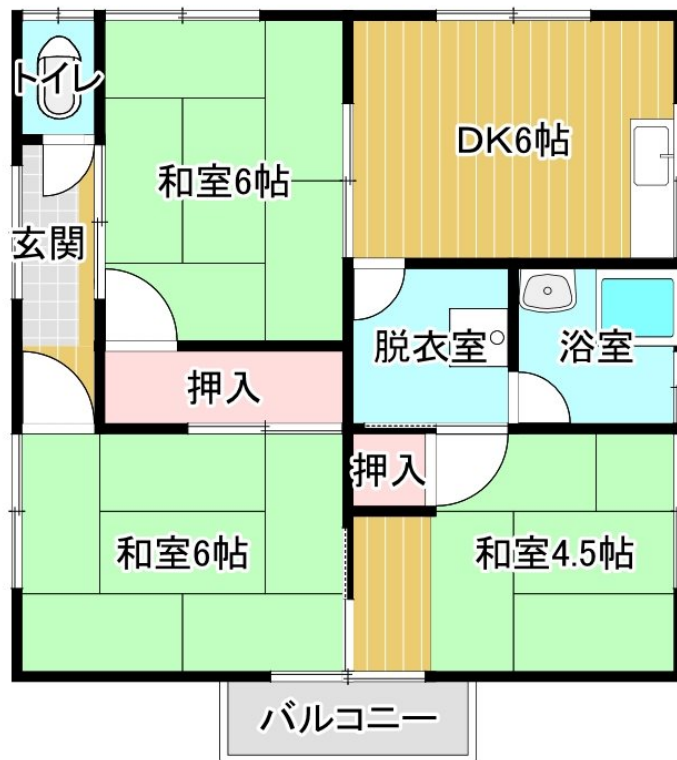 トイレ
和室6帖
DK6帖
玄関
脱衣室
浴室
押入
押入
和室6帖
和室4.5帖
バルコニー